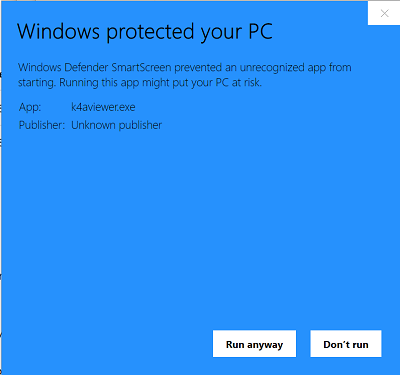 Windows protected your PC
Windows Defender SmartScreen prevented an unrecognized app from
starting. Running this app might put your PC at risk.
App: k4aviewer.exe
Publisher: Unknown publisher
Run anyway Don't run